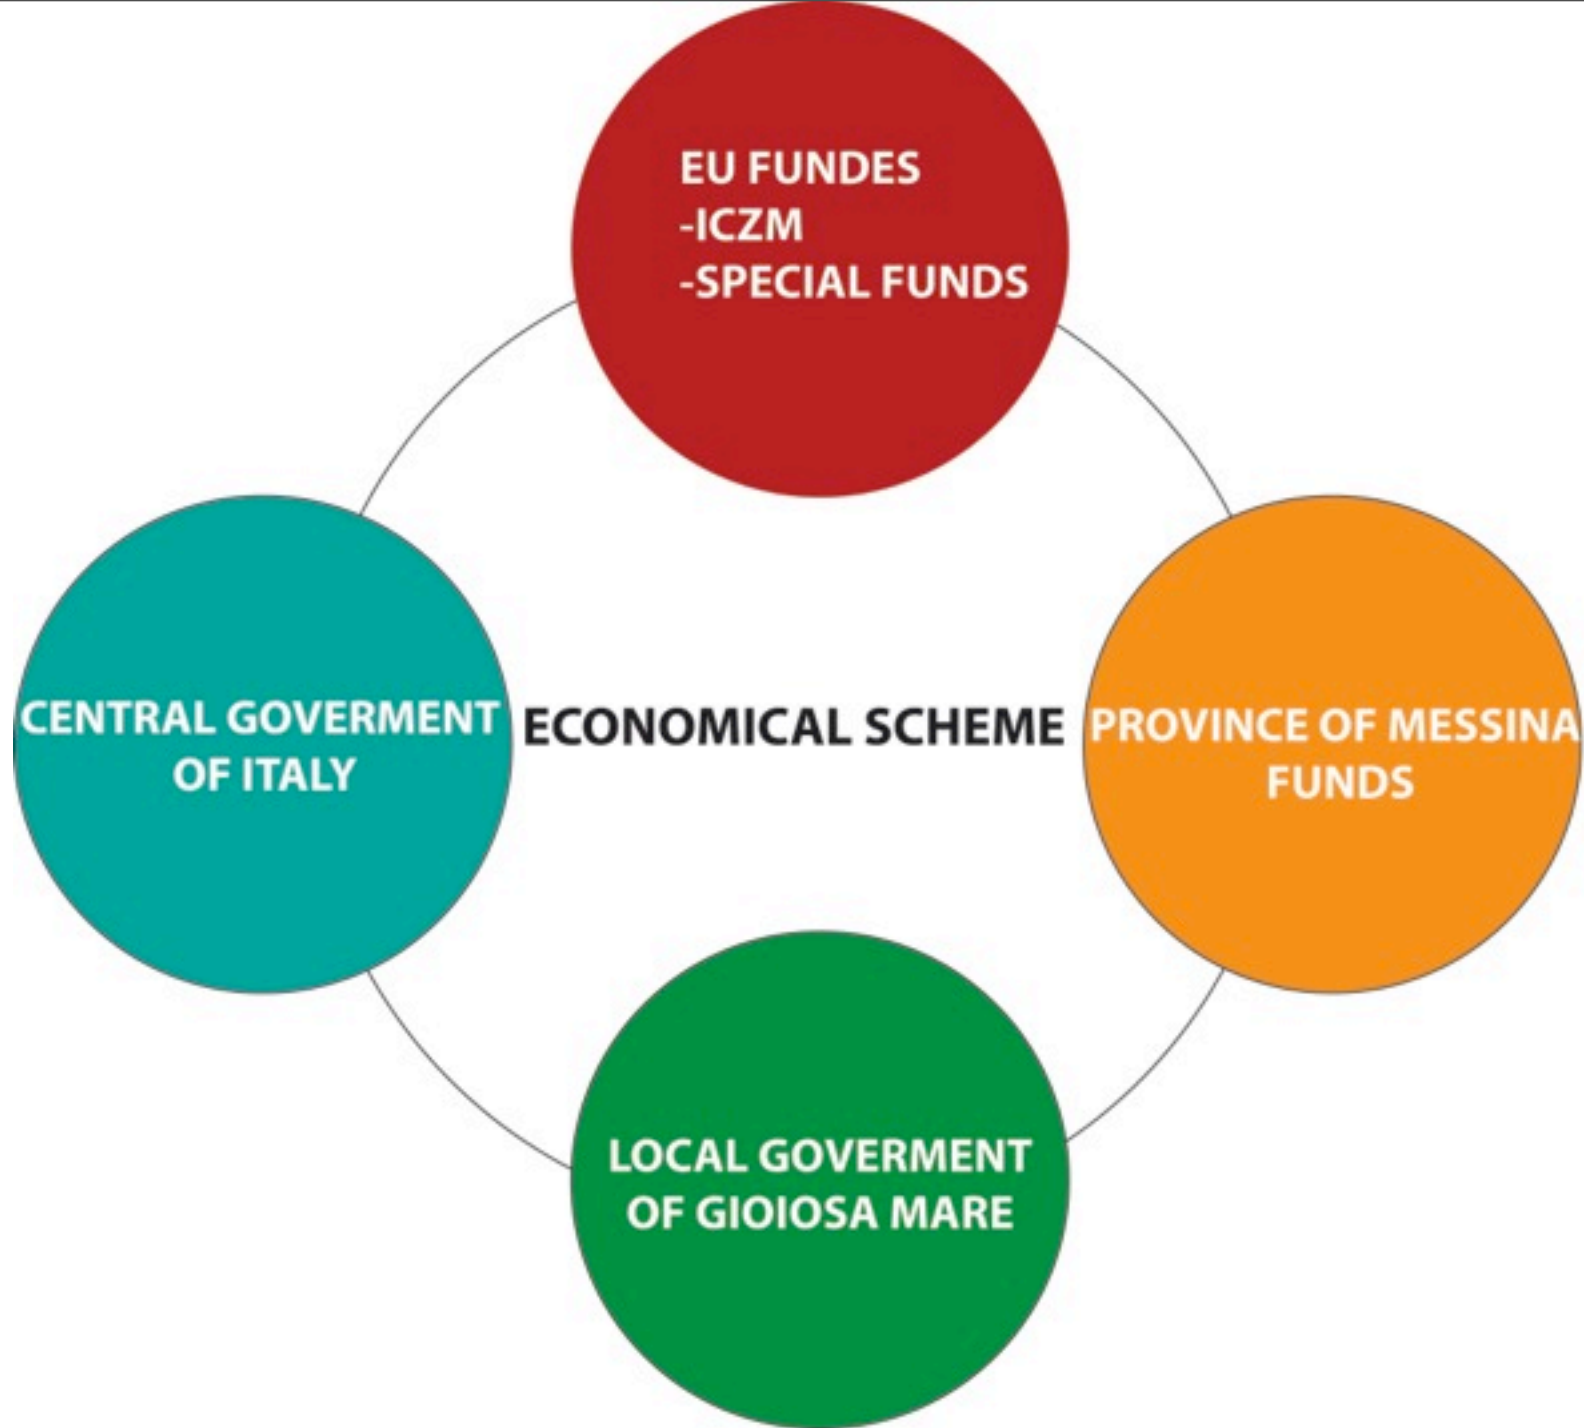 EU FUNDES
-ICZM
-SPECIAL FUNDS
CENTRAL GOVERMENT
OF ITALY
ECONOMICAL SCHEME
PROVINCE OF MESSINA
FUNDS
LOCAL GOVERMENT
OF GIOIOSA MARE